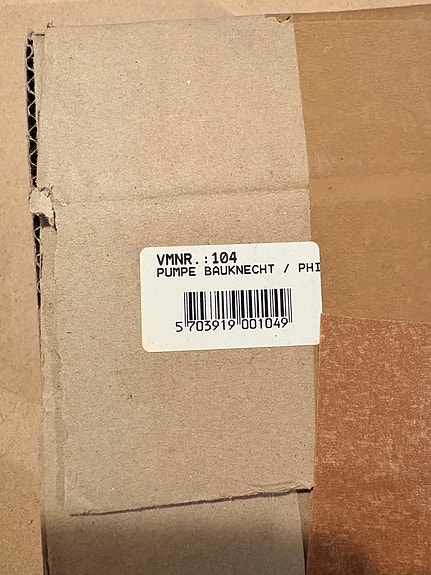 VMNR.:104
PUMPE BAUKNECHT / PHI
5 703919 001049